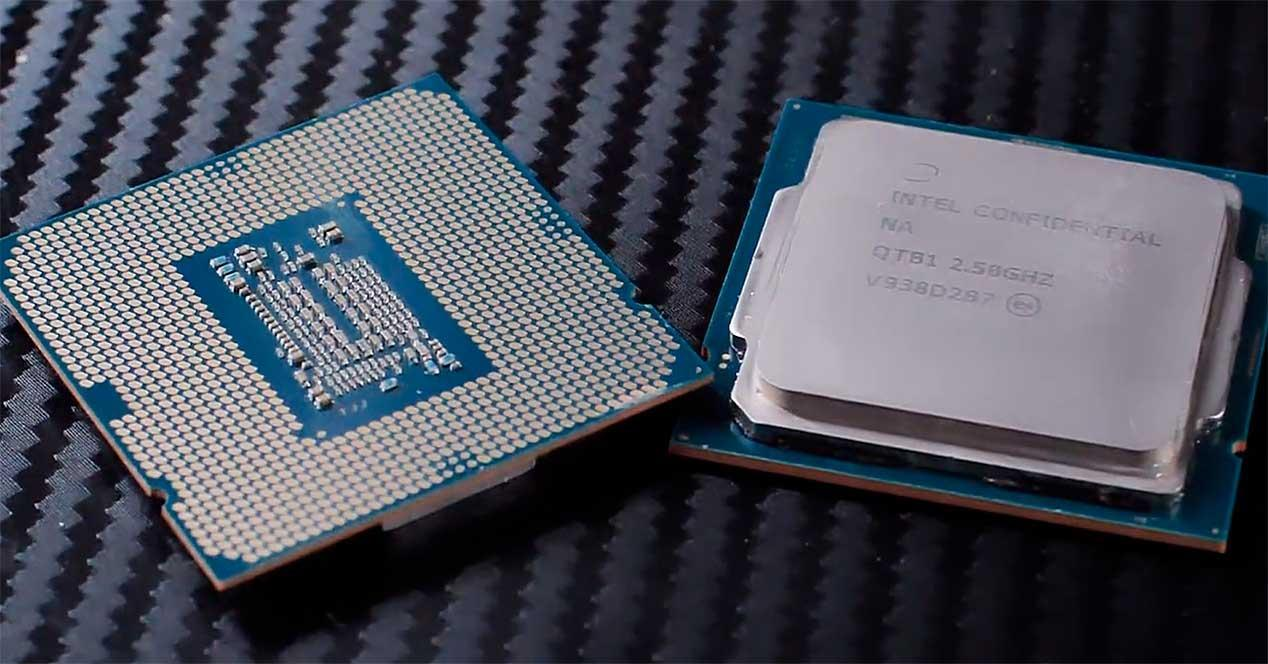 INTEL CONFIDENTIAL
NA
QTB1 2.50GHZ
V938D287 e4